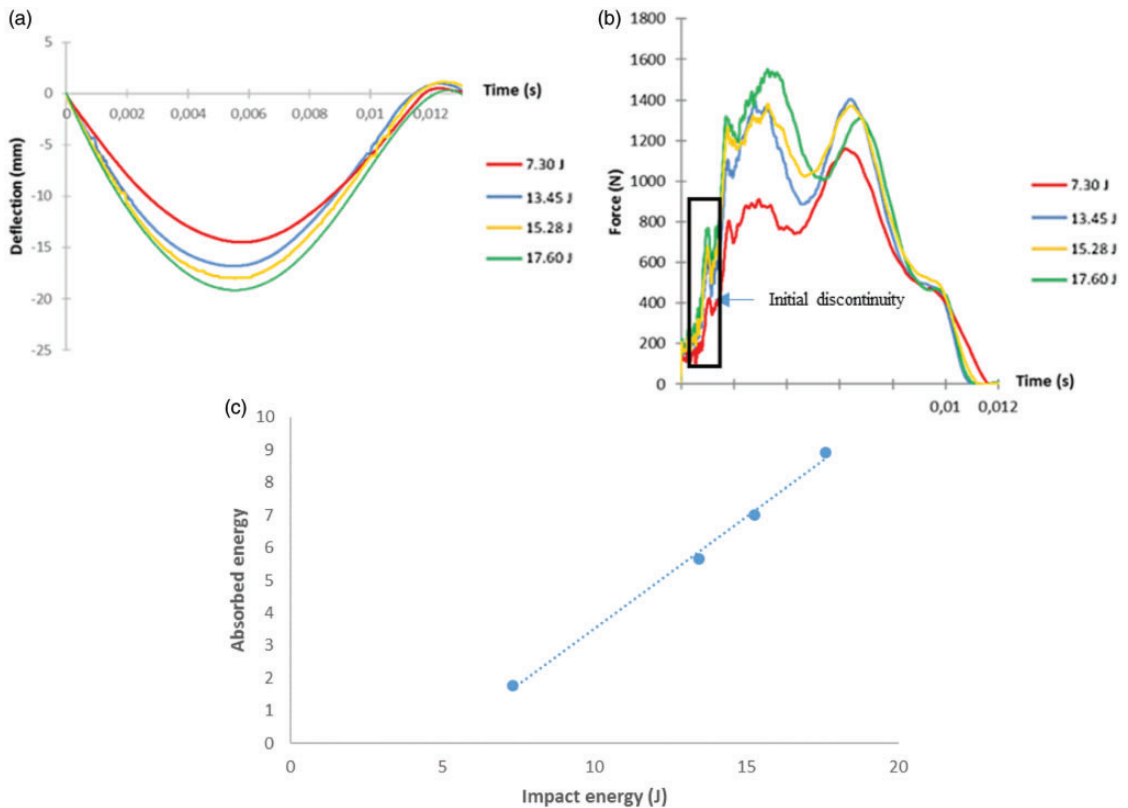 (a)
5
0
-5
-10
-15
-20
-25
Deflection (mm)
0
0,002
0,004
0,006
0,008
0,01
0,012
Time (s)
7.30 J
13.45 J
15.28 J
17.60 J
(b)
1800
1600
1400
1200
1000
800
600
400
200
0
Force (N)
Initial discontinuity
0,01
0,012
Time (s)
7.30 J
13.45 J
15.28 J
17.60 J
(c)
10
9
8
7
6
5
4
3
2
1
0
Absorbed energy
0
5
10
15
20
Impact energy (J)